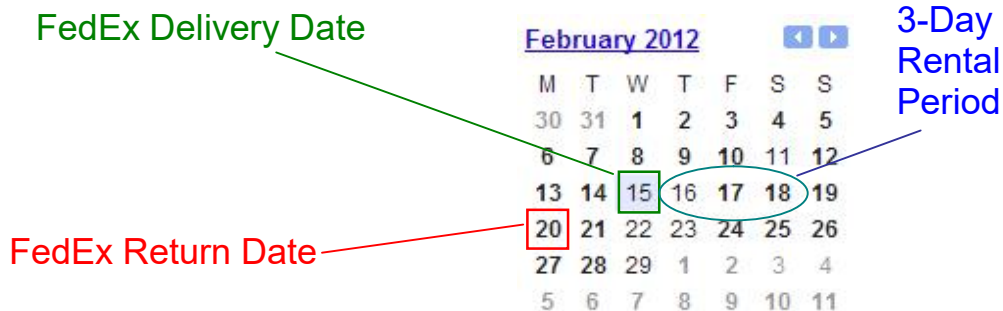 FedEx Delivery Date
3-Day
Rental
Period
February 2012
M T W T F S S
30 31 1 2 3 4 5
6 7 8 9 10 11 12
13 14 15 16 17 18 19
20 21 22 23 24 25 26
27 28 29 1 2 3 4
5 6 7 8 9 10 11
FedEx Return Date